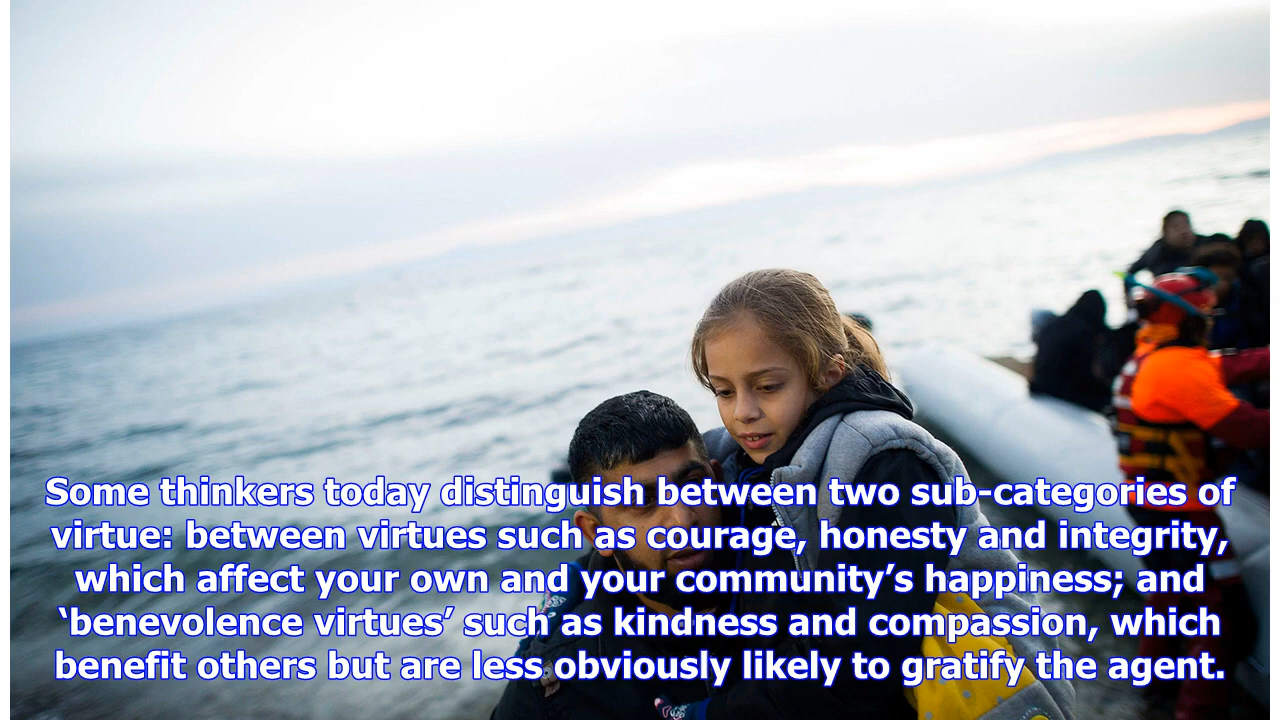 Some thinkers today distinguish between two sub-categories of
virtue: between virtues such as courage, honesty and integrity,
which affect your own and your community’s happiness; and
‘benevolence virtues’ such as kindness and compassion, which
benefit others but are less obviously likely to gratify the agent.